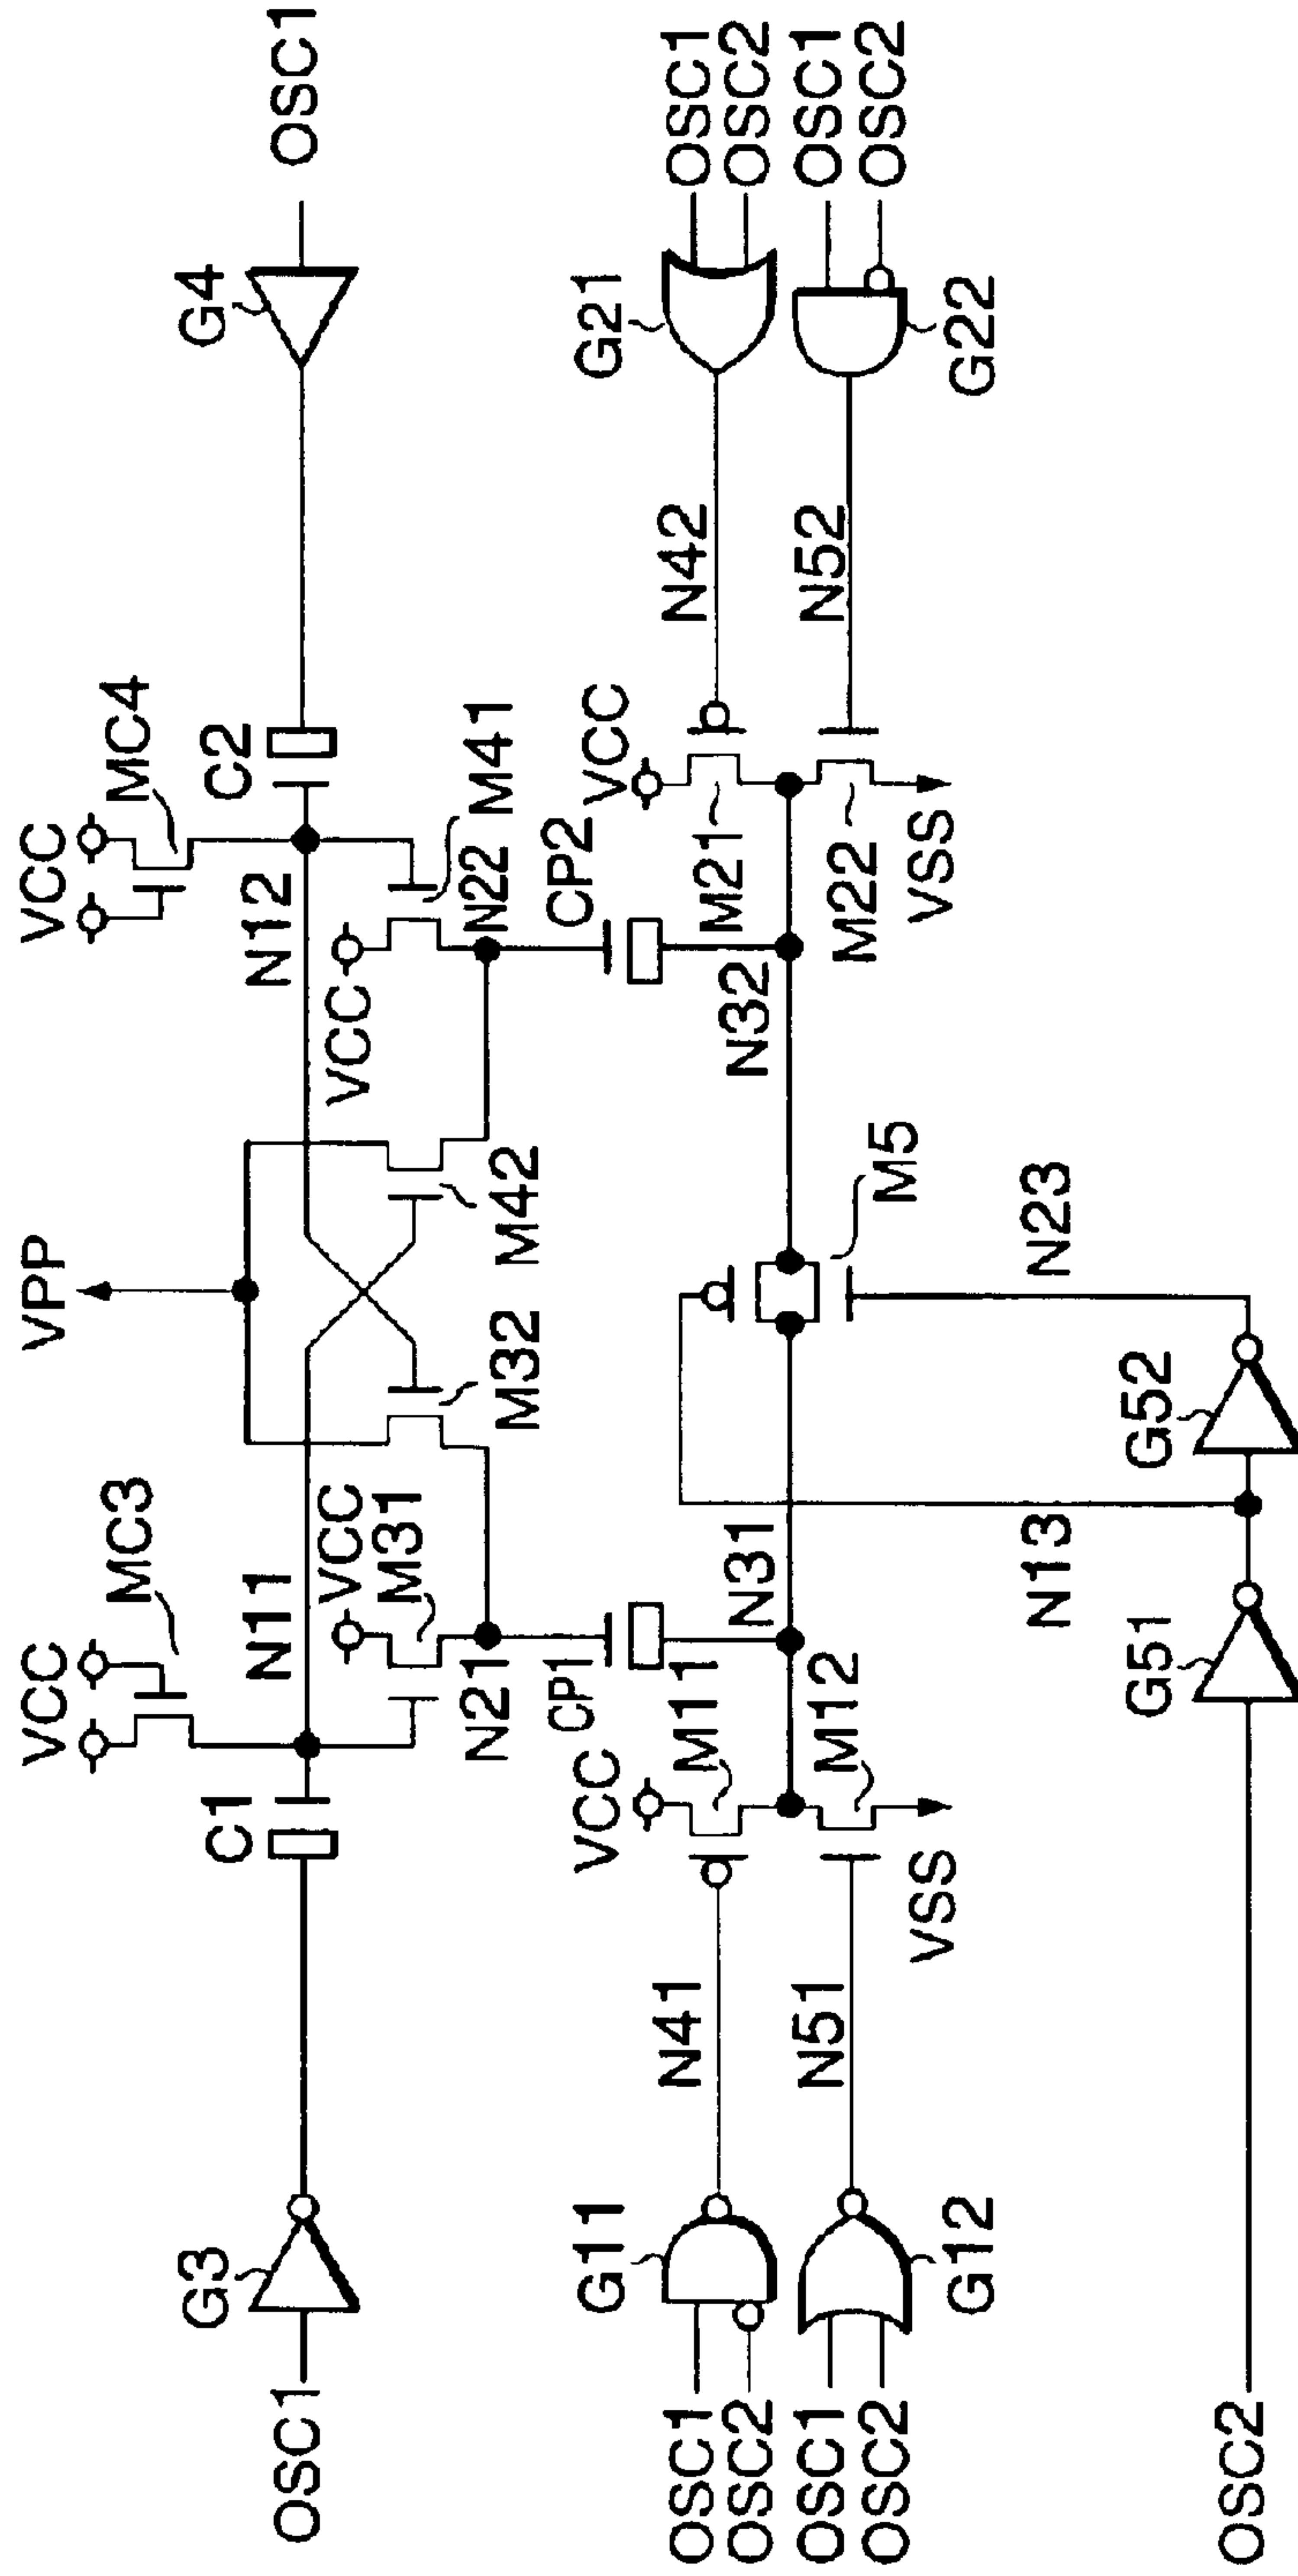 VPP
VCC
MC3
VCC
MC4
OSC1
G3
C1
N11
N12
C2
G4
OSC1
VCC
M31
M32
M42
VCC
M41
N21
N22
CP1
CP2
OSC1
OSC2
G11
N41
VCC
M11
N31
N32
VCC
M21
N42
G21
OSC1
OSC2
OSC1
OSC2
G12
N51
M12
VSS
M5
M22
VSS
N52
G22
OSC1
OSC2
OSC2
G51
N13
G52
N23